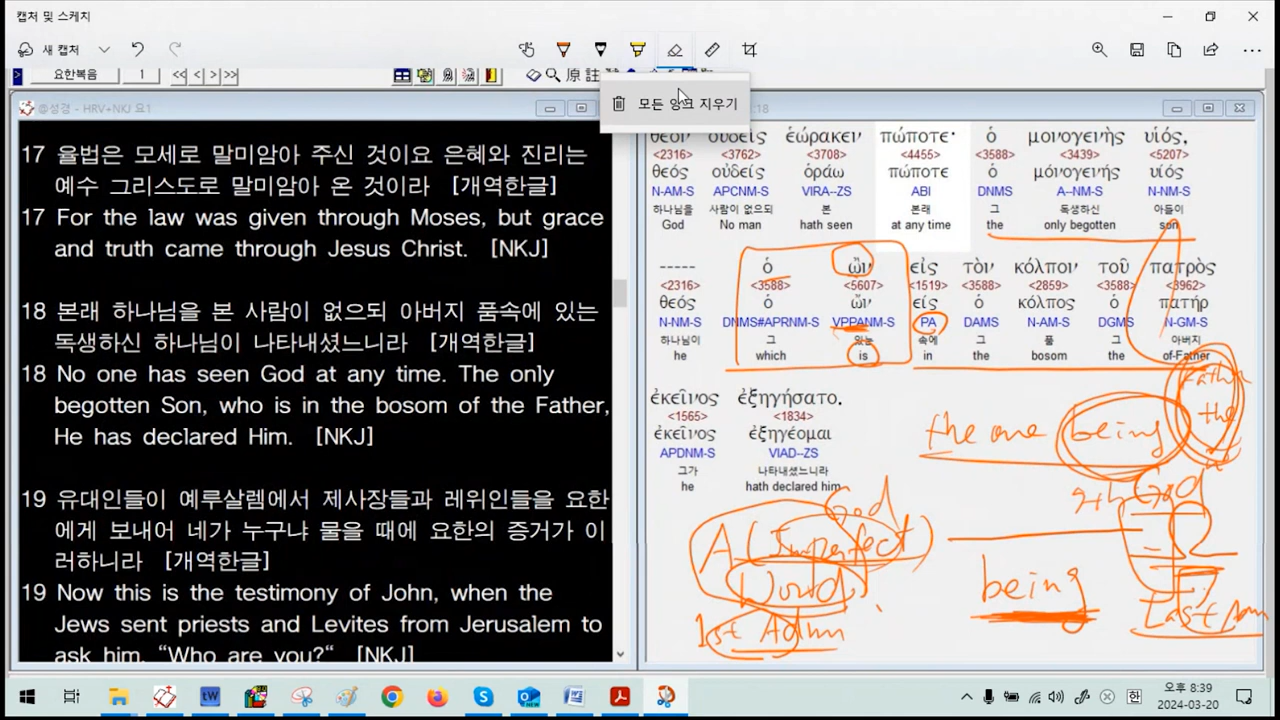 캡처 및 스케치
새 캡처
모든 잉크 지우기
요한복음 1 << < > >> 原 註
@성경 - HRV+NKJ 요1
:18
17 율법은 모세로 말미암아 주신 것이요 은혜와 진리는
예수 그리스도로 말미암아 온 것이라 [개역한글]
17 For the law was given through Moses, but grace
and truth came through Jesus Christ. [NKJ]
18 본래 하나님을 본 사람이 없으되 아버지 품속에 있는
독생하신 하나님이 나타내셨느니라 [개역한글]
18 No one has seen God at any time. The only
begotten Son, who is in the bosom of the Father,
He has declared Him. [NKJ]
19 유대인들이 예루살렘에서 제사장들과 레위인들을 요한
에게 보내어 네가 누구냐 물을 때에 요한의 증거가 이
러하니라 [개역한글]
19 Now this is the testimony of John, when the
Jews sent priests and Levites from Jerusalem to
ask him, “Who are you?“ [NKJ]
θεὸν οὐδεὶς ἑώρακεν πώποτε· ὁ μονογενὴς υἱός,
<2316> <3762> <3708> <4455> <3588> <3439> <5207>
θεός οὐδείς ὁράω πώποτε ὁ μονογενής υἱός
N-AM-S APCNM-S VIRA--ZS ABI DNMS A--NM-S N-NM-S
하나님을 사람이 없으되 본 본래 그 독생하신 아들이
God No man hath seen at any time the only begotten son
----- ὁ ὢν εἰς τὸν κόλπον τοῦ πατρὸς
<2316> <3588> <5607> <1519> <3588> <2859> <3588> <3962>
θεός ὁ ὤν εἰς ὁ κόλπος ὁ πατήρ
N-NM-S DNMS#APRNM-S VPPANM-S PA DAMS N-AM-S DGMS N-GM-S
하나님이 그 있는 속에 그 품 그 아버지
he which is in the bosom the of-Father
ἐκεῖνος ἐξηγήσατο.
<1565> <1834>
ἐκεῖνος ἐξηγέομαι
APDNM-S VIAD--ZS
그가 나타내셨느니라
he hath declared him
Father
the one being the
God God
A (Imperfect)
World being
1st Adam Last Adam
한 오후 8:39
2024-03-20